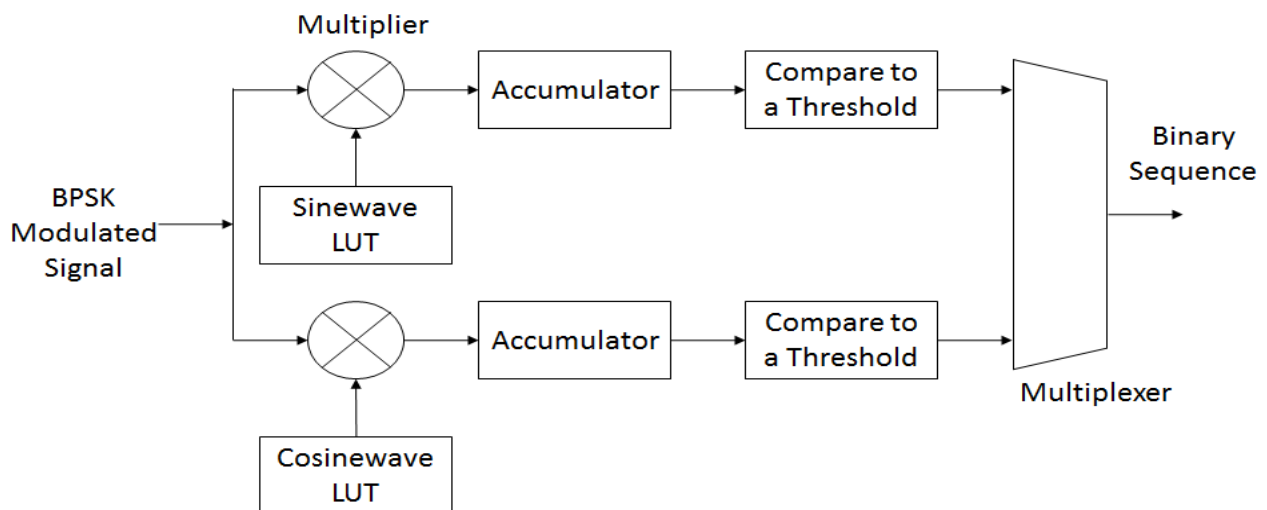 Multiplier
Accumulator
Compare to
a Threshold
Binary
Sequence
BPSK
Modulated
Signal
Sinewave
LUT
Accumulator
Compare to
a Threshold
Multiplexer
Cosinewave
LUT